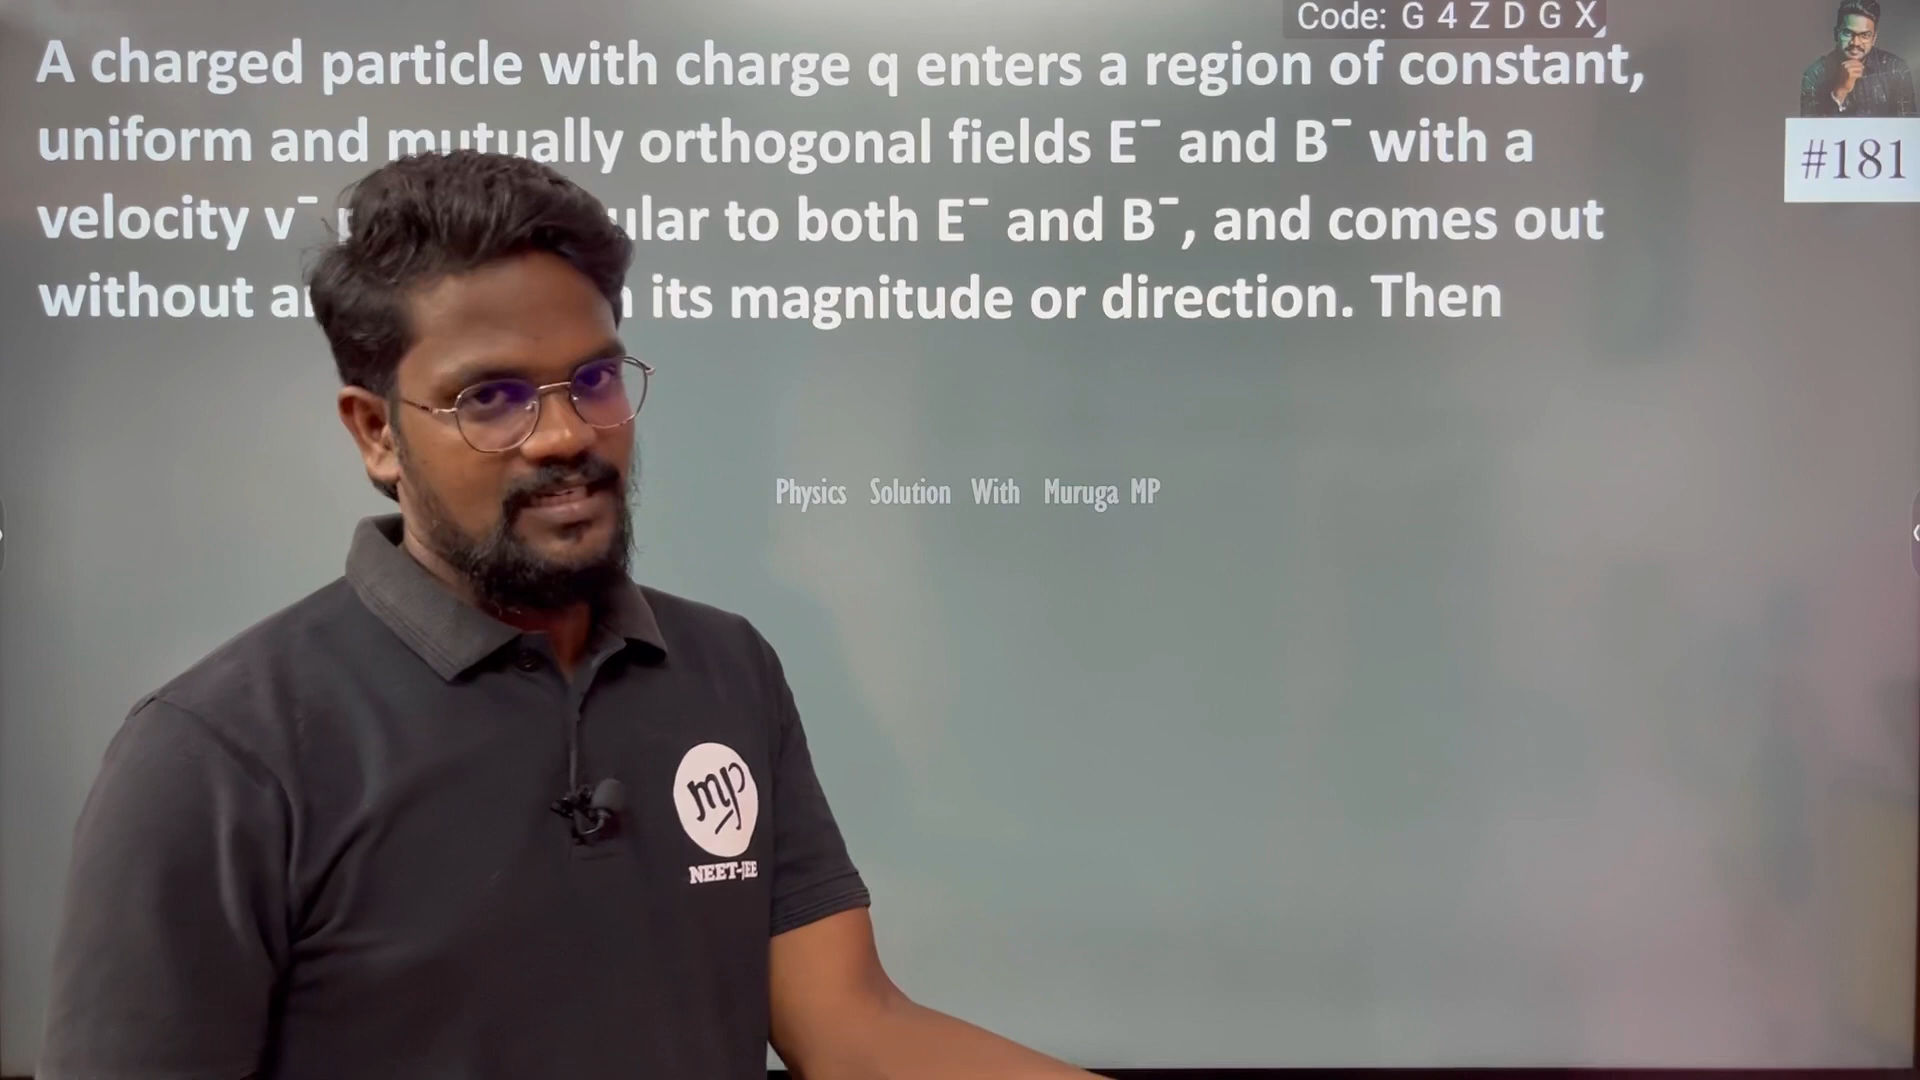 Code: G 4 Z D G X
A charged particle with charge q enters a region of constant,
uniform and mutually orthogonal fields E¯ and B¯ with a
#181
velocity v¯ to both E¯ and B¯, and comes out
without its magnitude or direction. Then
Physics Solution With Muruga MP
mp
NEET-JEE